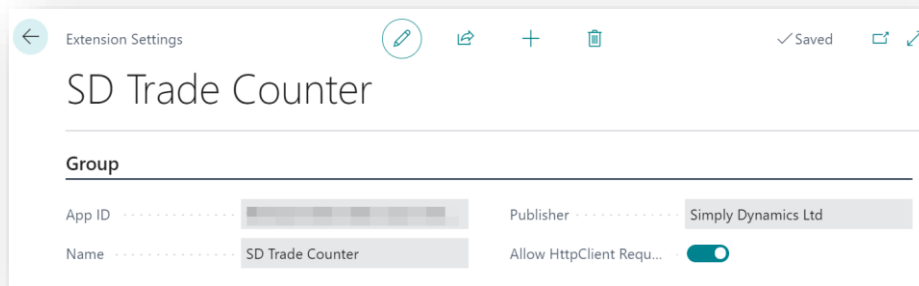 Extension Settings
Saved
SD Trade Counter
Group
App ID
Publisher
Simply Dynamics Ltd
Name
SD Trade Counter
Allow HttpClient Requ...